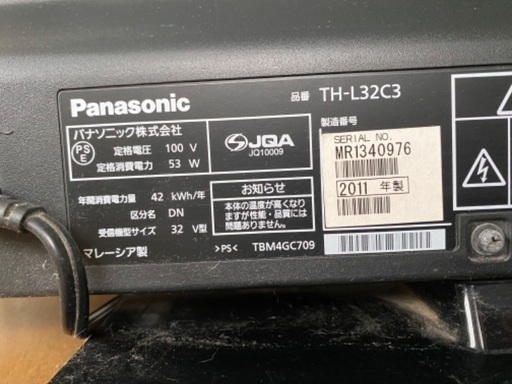 Panasonic
品番 TH-L32C3
パナソニック株式会社
PS E
定格電圧 100 V
定格消費電力 53 W
JQA
JQ10009
製造番号
SERIAL NO.
MR1340976
2011 年製
年間消費電力量 42 kWh/年
区分名 DN
受信機型サイズ 32 V型
お知らせ
本体の温度が高くなり
ますが性能・品質には
問題ありません。
マレーシア製
>PS<
TBM4GC709